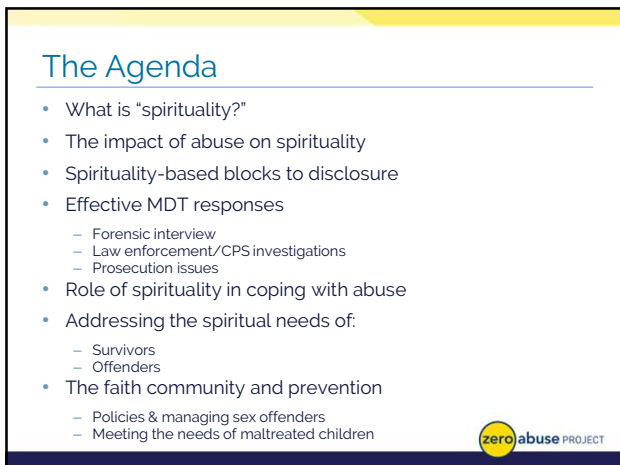 The Agenda
• What is “spirituality?”
• The impact of abuse on spirituality
• Spirituality-based blocks to disclosure
• Effective MDT responses
– Forensic interview
– Law enforcement/CPS investigations
– Prosecution issues
• Role of spirituality in coping with abuse
• Addressing the spiritual needs of:
– Survivors
– Offenders
• The faith community and prevention
– Policies & managing sex offenders
– Meeting the needs of maltreated children
zero abuse PROJECT